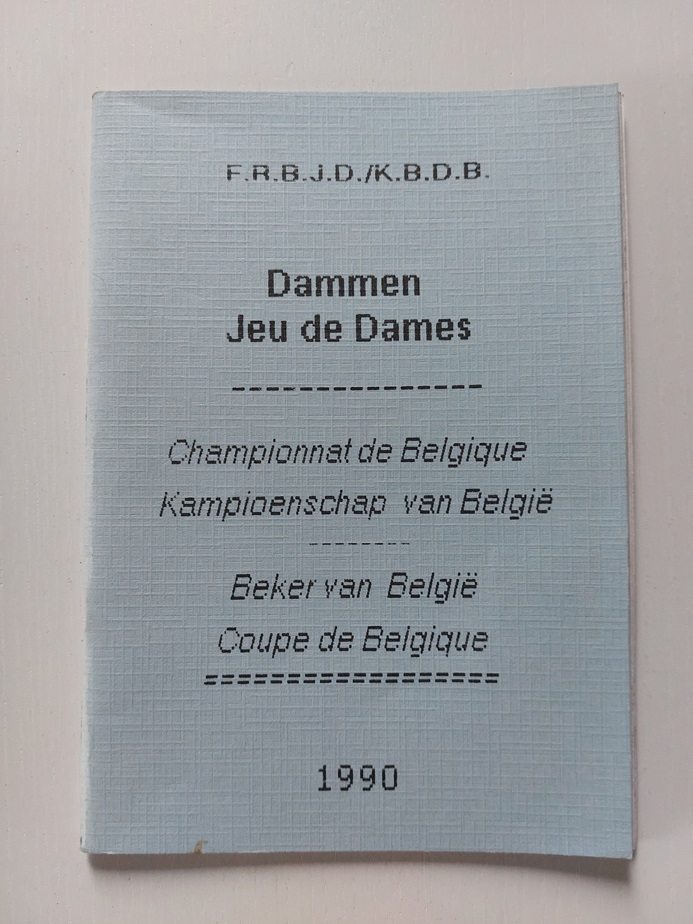 F.R.B.J.D./K.B.D.B.
Dammen
Jeu de Dames
---------------
Championnat de Belgique
Kampioenschap van België
--------
Beker van België
Coupe de Belgique
==================
1990